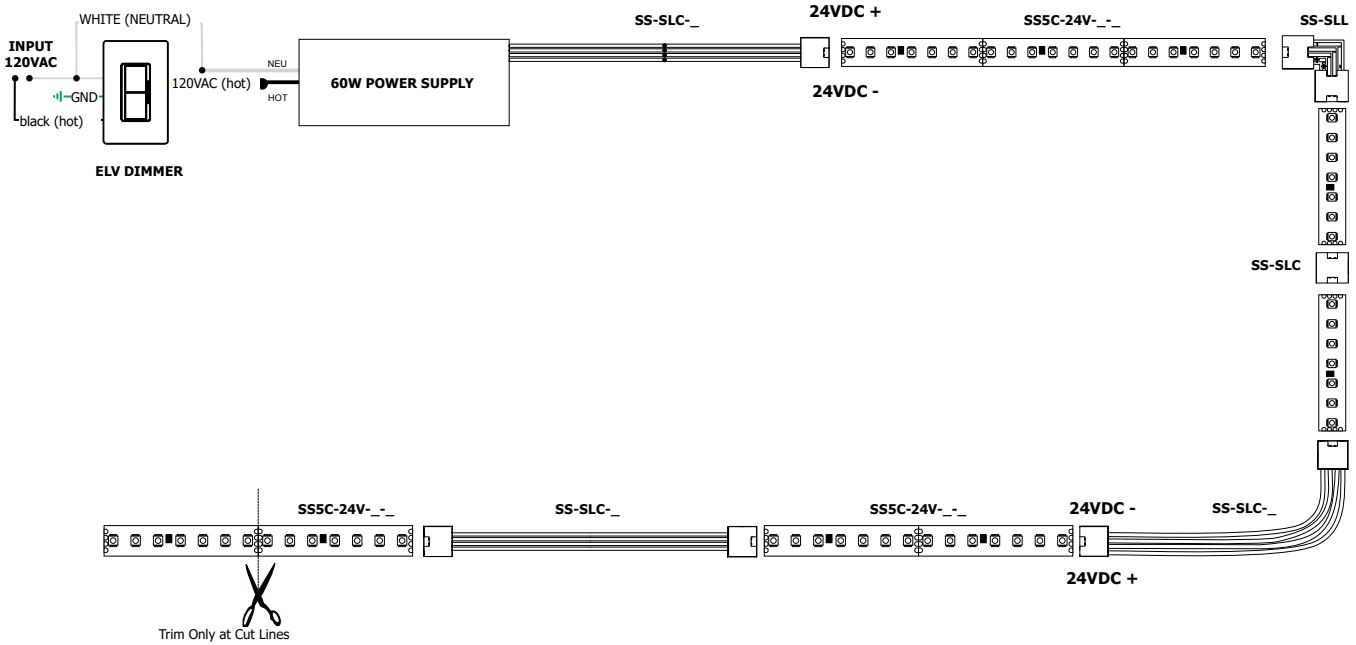 WHITE (NEUTRAL)
INPUT
120VAC
GND
black (hot)
ELV DIMMER
120VAC (hot)
NEU
HOT
60W POWER SUPPLY
SS-SLC-_
24VDC +
24VDC -
SS5C-24V-_-_
SS-SLL
SS-SLC
SS5C-24V-_-_
SS-SLC-_
SS5C-24V-_-_
24VDC -
SS-SLC-_
24VDC +
Trim Only at Cut Lines